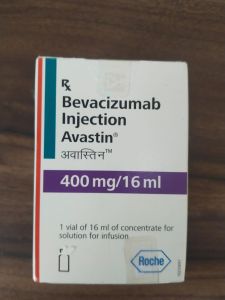 Rx
Bevacizumab
Injection
Avastin®
अवास्तिन™
400 mg/16 ml
1 vial of 16 ml of concentrate for
solution for infusion
Roche